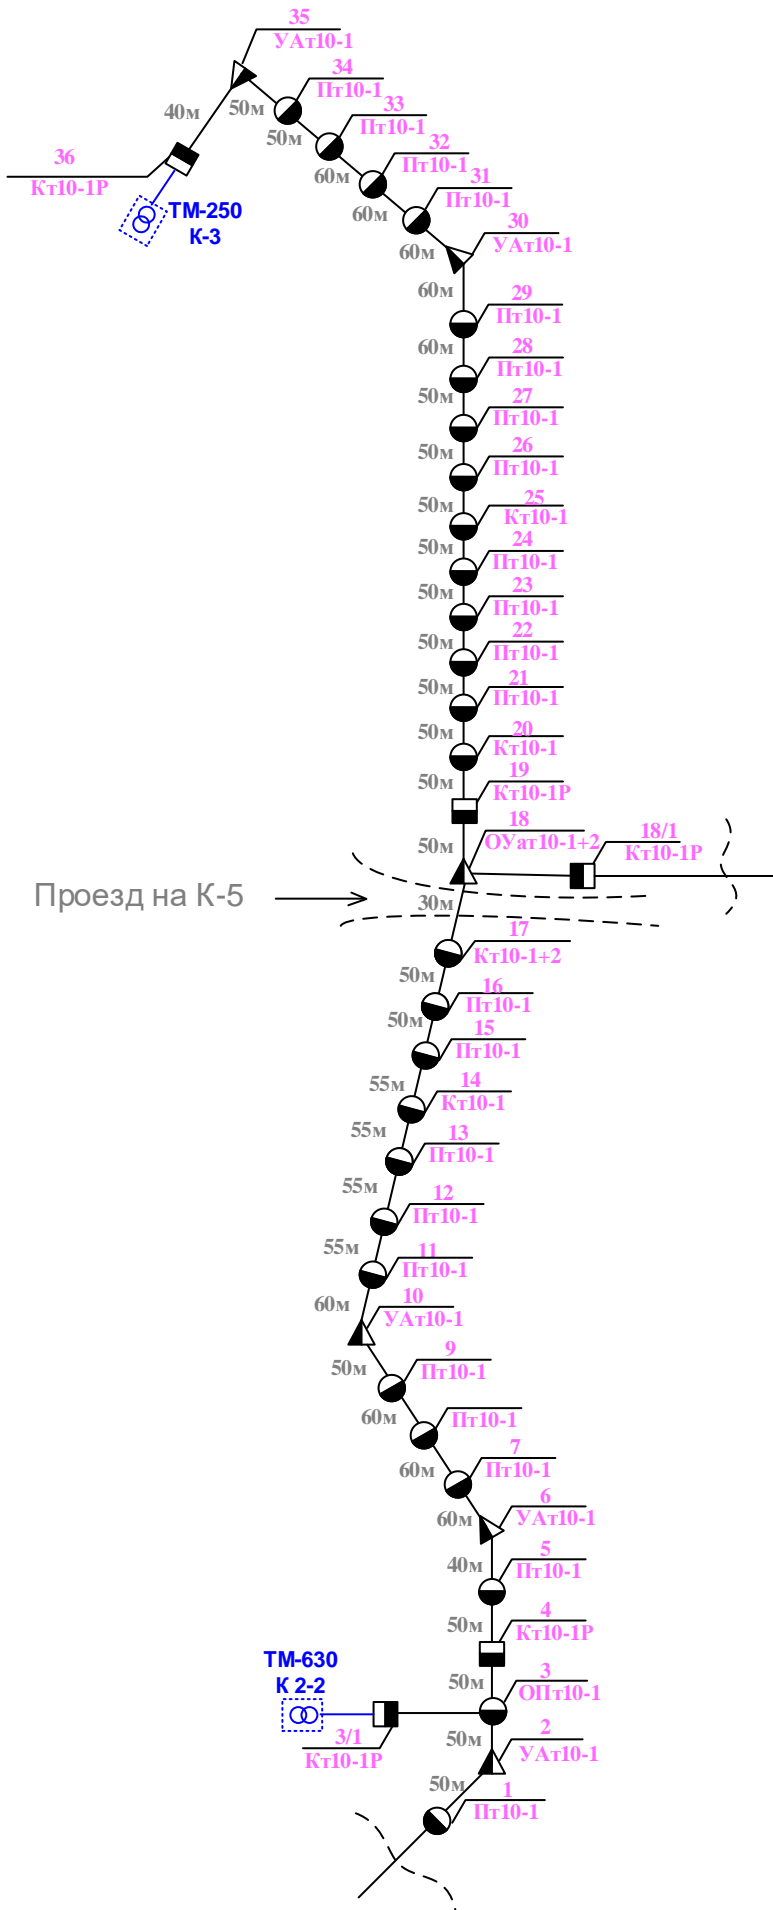 35
УАт10-1
34
Пт10-1
50м
40м
33
Пт10-1
50м
32
Пт10-1
60м
36
Кт10-1Р
31
Пт10-1
60м
ТМ-250
К-3
30
УАт10-1
60м
60м
29
Пт10-1
60м
28
Пт10-1
50м
27
Пт10-1
50м
26
Пт10-1
50м
25
Кт10-1
50м
24
Пт10-1
50м
23
Пт10-1
50м
22
Пт10-1
50м
21
Пт10-1
50м
20
Кт10-1
50м
19
Кт10-1Р
50м
18
ОУат10-1+2
18/1
Кт10-1Р
Проезд на К-5
30м
17
Кт10-1+2
50м
16
Пт10-1
50м
15
Пт10-1
55м
14
Кт10-1
55м
13
Пт10-1
55м
12
Пт10-1
55м
11
Пт10-1
60м
10
УАт10-1
50м
9
Пт10-1
60м
Пт10-1
60м
7
Пт10-1
60м
6
УАт10-1
40м
5
Пт10-1
50м
4
Кт10-1Р
ТМ-630
К 2-2
50м
3
ОПт10-1
3/1
Кт10-1Р
50м
2
УАт10-1
50м
1
Пт10-1